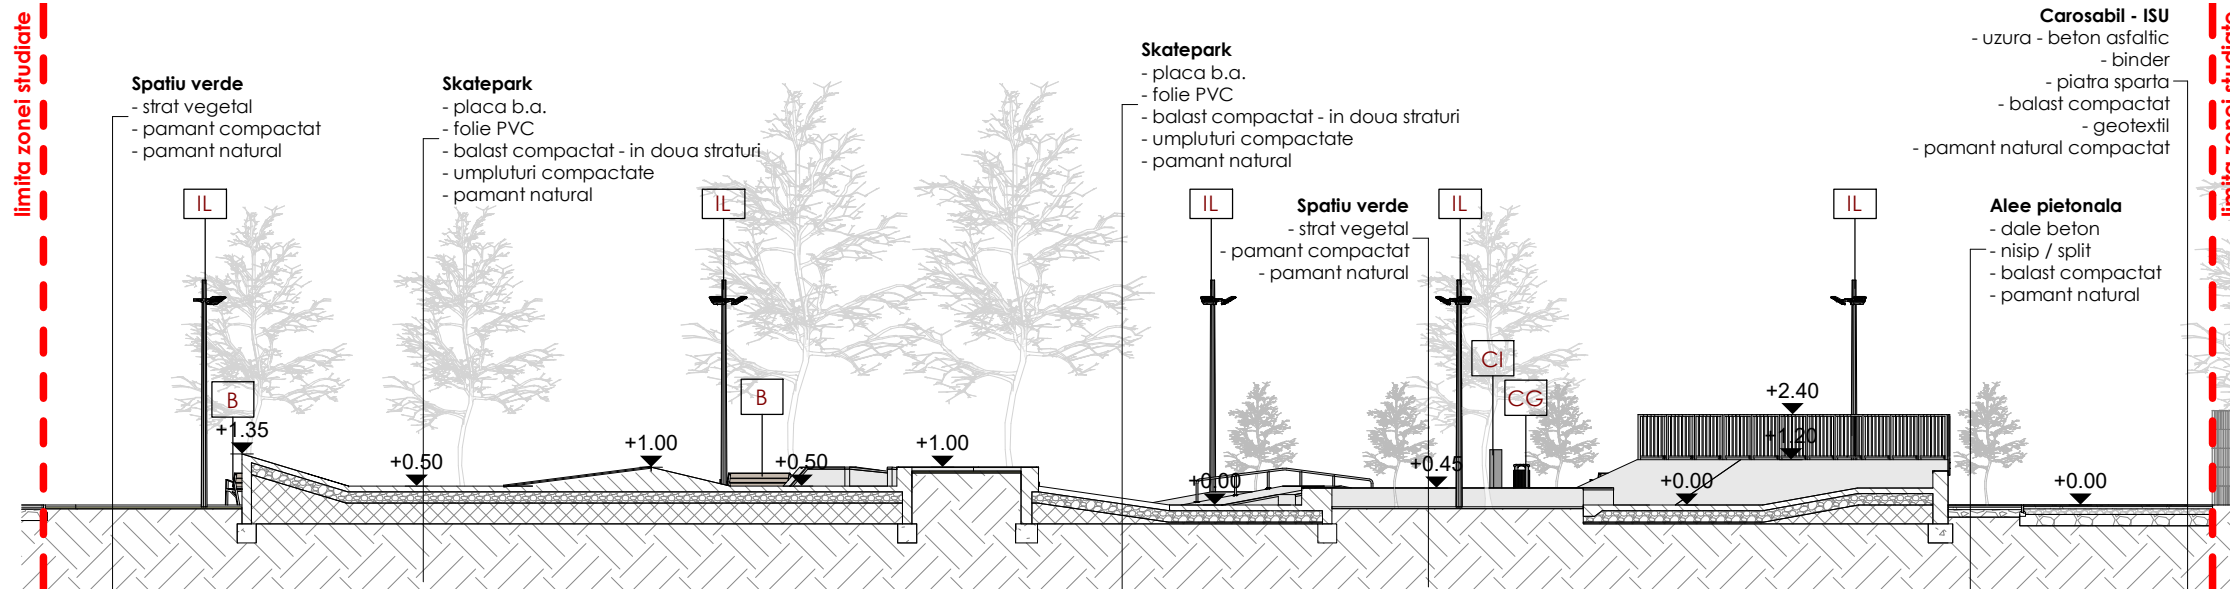 limita zonei studiate
Spatiu verde
- strat vegetal
- pamant compactat
- pamant natural
Skatepark
- placa b.a.
- folie PVC
- balast compactat - in doua straturi
- umpluturi compactate
- pamant natural
Skatepark
- placa b.a.
- folie PVC
- balast compactat - in doua straturi
- umpluturi compactate
- pamant natural
Spatiu verde
- strat vegetal
- pamant compactat
- pamant natural
Carosabil - ISU
- uzura - beton asfaltic
- binder
- piatra sparta
- balast compactat
- geotextil
- pamant natural compactat
Alee pietonala
- dale beton
- nisip / split
- balast compactat
- pamant natural
limita zonei studiate
IL
IL
IL
IL
IL
B
B
CI
CG
+1.35
+0.50
+1.00
+0.50
+1.00
+0.00
+0.45
+0.00
+2.40
+1.20
+0.00